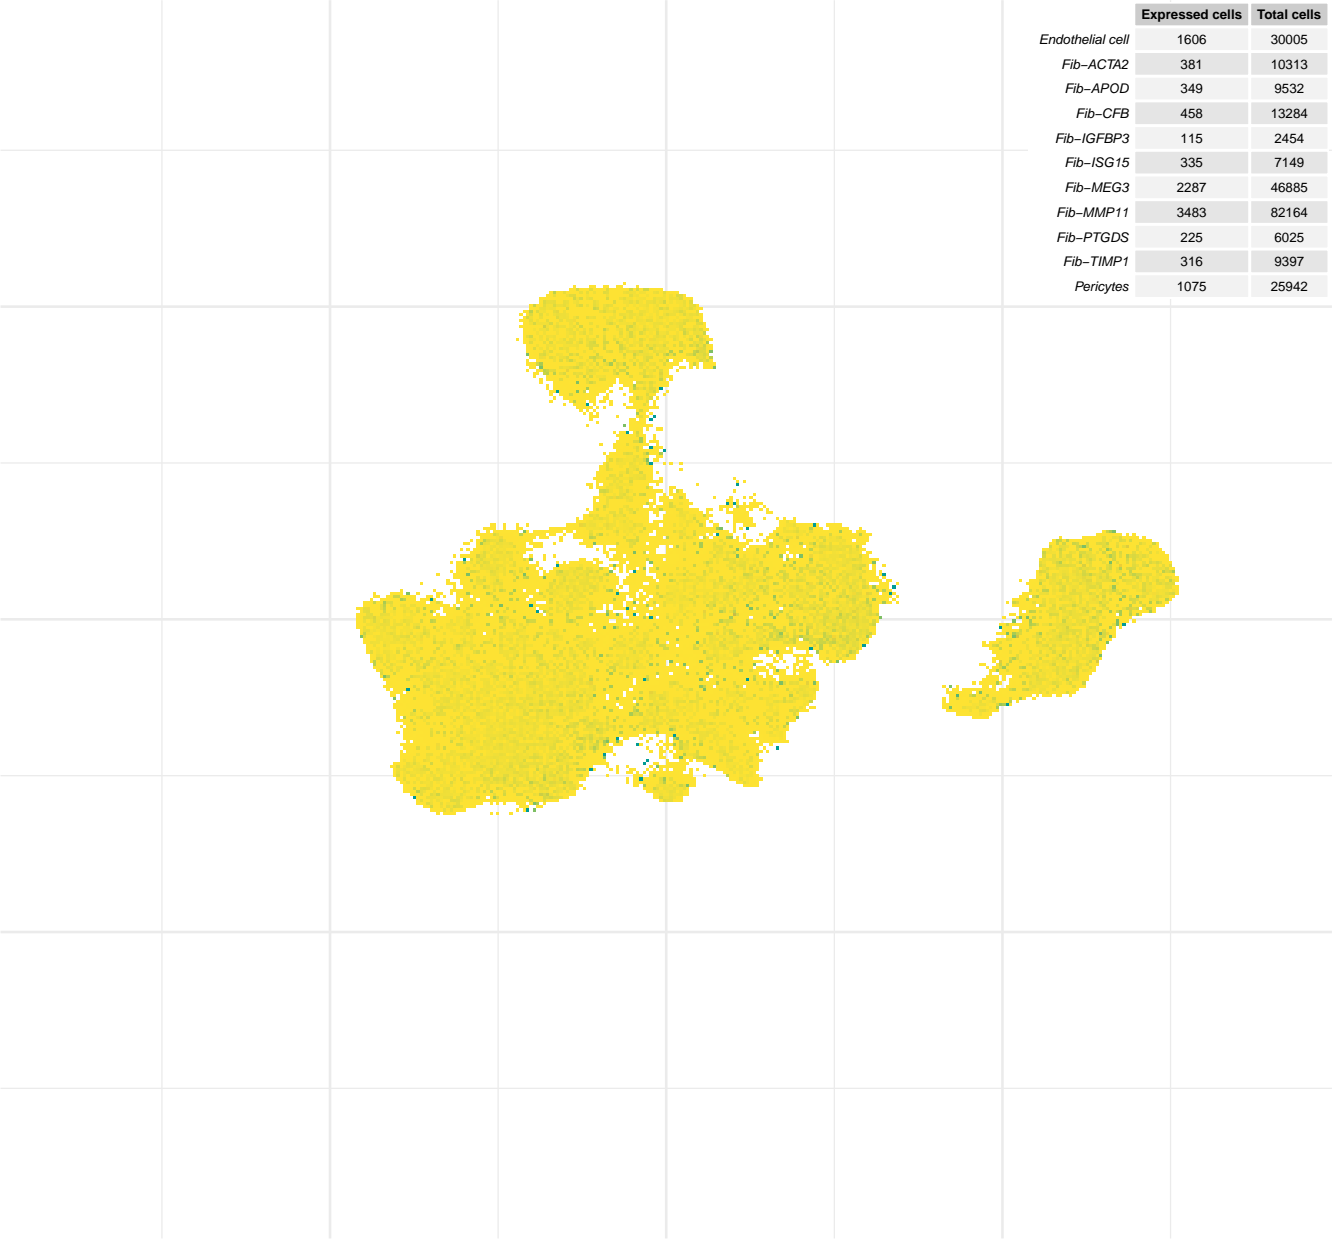 Expressed cells Total cells
Endothelial cell 1606 30005
Fib−ACTA2 381 10313
Fib−APOD 349 9532
Fib−CFB 458 13284
Fib−IGFBP3 115 2454
Fib−ISG15 335 7149
Fib−MEG3 2287 46885
Fib−MMP11 3483 82164
Fib−PTGDS 225 6025
Fib−TIMP1 316 9397
Pericytes 1075 25942